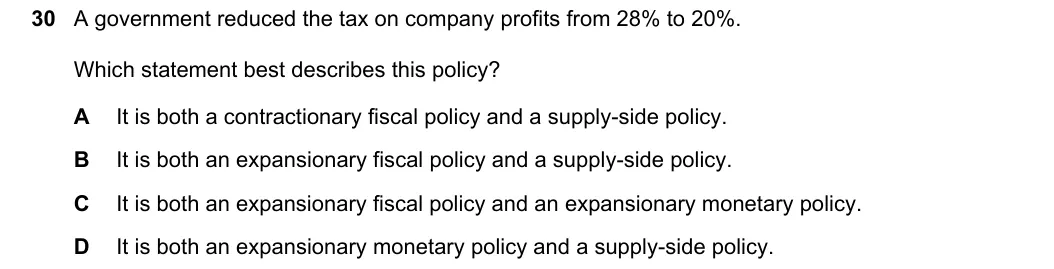 30 A government reduced the tax on company profits from 28% to 20%.
Which statement best describes this policy?
A It is both a contractionary fiscal policy and a supply-side policy.
B It is both an expansionary fiscal policy and a supply-side policy.
C It is both an expansionary fiscal policy and an expansionary monetary policy.
D It is both an expansionary monetary policy and a supply-side policy.